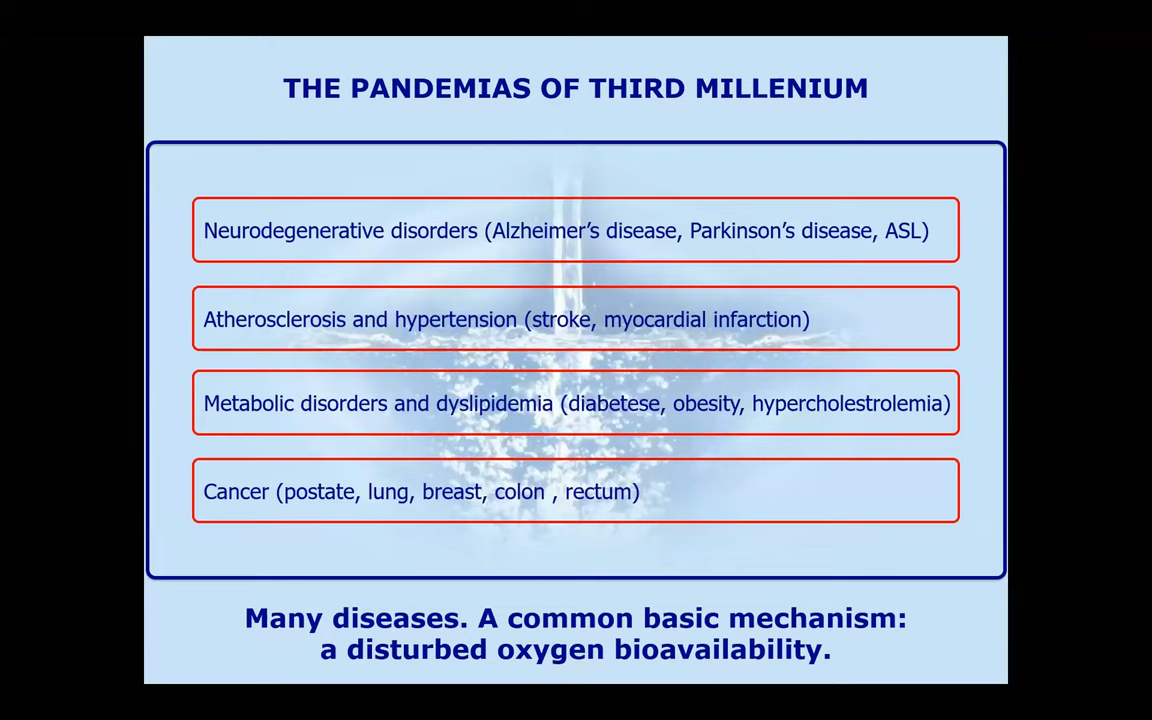 THE PANDEMIAS OF THIRD MILLENIUM
Neurodegenerative disorders (Alzheimer’s disease, Parkinson’s disease, ASL)
Atherosclerosis and hypertension (stroke, myocardial infarction)
Metabolic disorders and dyslipidemia (diabetese, obesity, hypercholestrolemia)
Cancer (postate, lung, breast, colon , rectum)
Many diseases. A common basic mechanism:
a disturbed oxygen bioavailability.